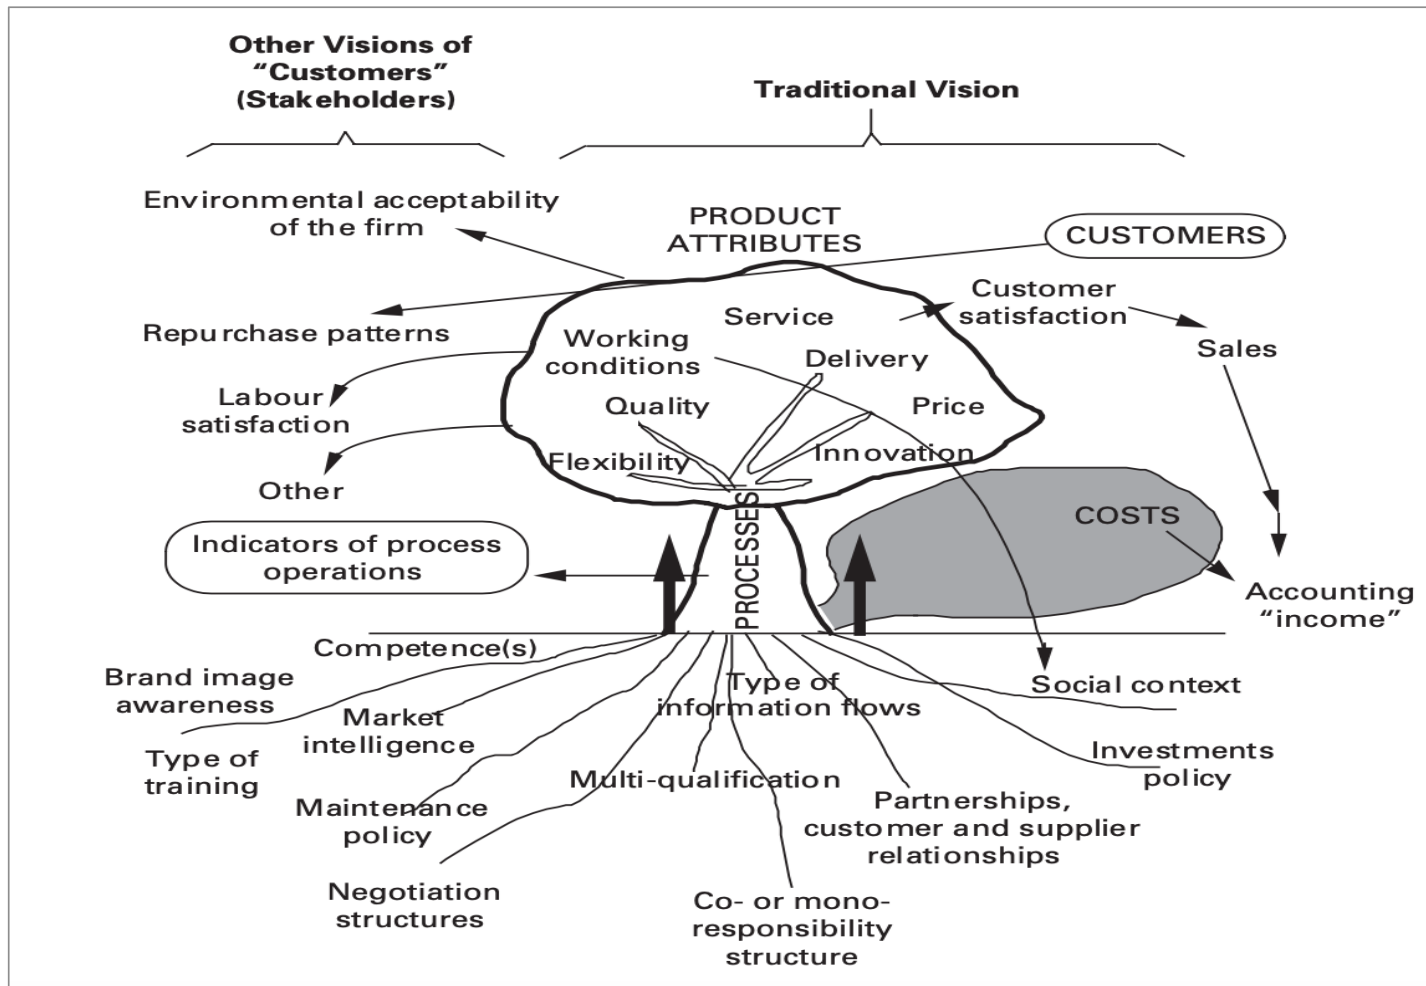 Other Visions of
“Customers”
(Stakeholders)
Traditional Vision
Environmental acceptability
of the firm
PRODUCT
ATTRIBUTES
CUSTOMERS
Repurchase patterns
Customer
satisfaction
Sales
Service
Working
conditions
Delivery
Labour
satisfaction
Quality
Price
Flexibility
Innovation
Other
PROCESSES
COSTS
Indicators of process
operations
Accounting
“income”
Competence(s)
Brand image
awareness
Type of
information flows
Social context
Market
intelligence
Type of
training
Investments
policy
Multi-qualification
Maintenance
policy
Partnerships,
customer and supplier
relationships
Negotiation
structures
Co- or mono-
responsibility
structure